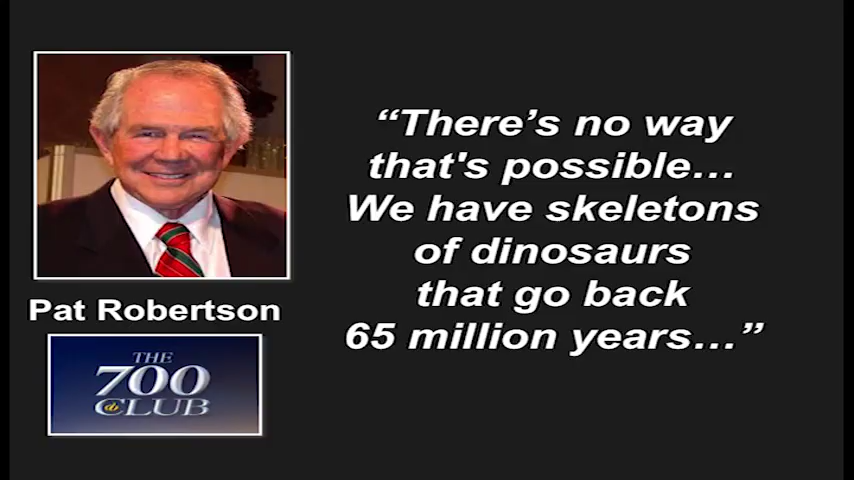 “There’s no way
that's possible…
We have skeletons
of dinosaurs
that go back
65 million years…”
Pat Robertson
THE
700
CLUB